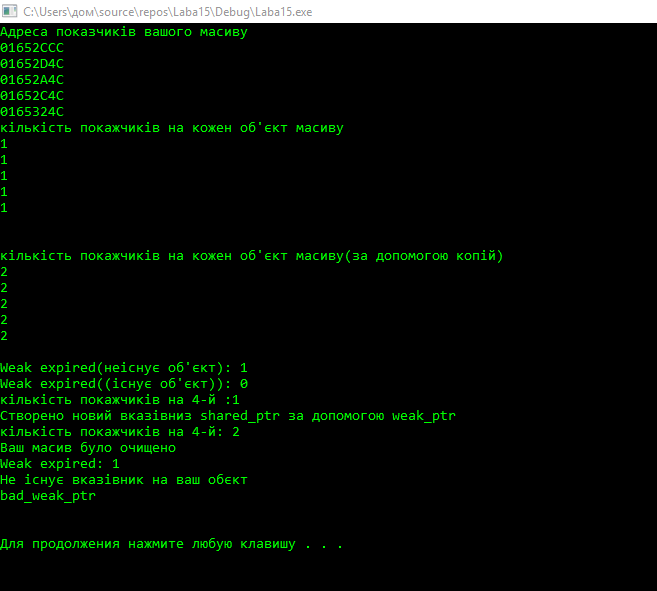 C:\Users\дом\source\repos\Laba15\Debug\Laba15.exe
Адреса показчиків вашого масиву
01652CCC
01652D4C
01652A4C
01652C4C
0165324C
кількість покажчиків на кожен об'єкт масиву
1
1
1
1
1
кількість покажчиків на кожен об'єкт масиву(за допомогою копій)
2
2
2
2
2
Weak expired(неіснує об'єкт): 1
Weak expired((існує об'єкт)): 0
кількість покажчиків на 4-й :1
Створено новий вказівниз shared_ptr за допомогою weak_ptr
кількість покажчиків на 4-й: 2
Ваш масив було очищено
Weak expired: 1
Не існує вказівник на ваш обєкт
bad_weak_ptr
Для продолжения нажмите любую клавишу . . .